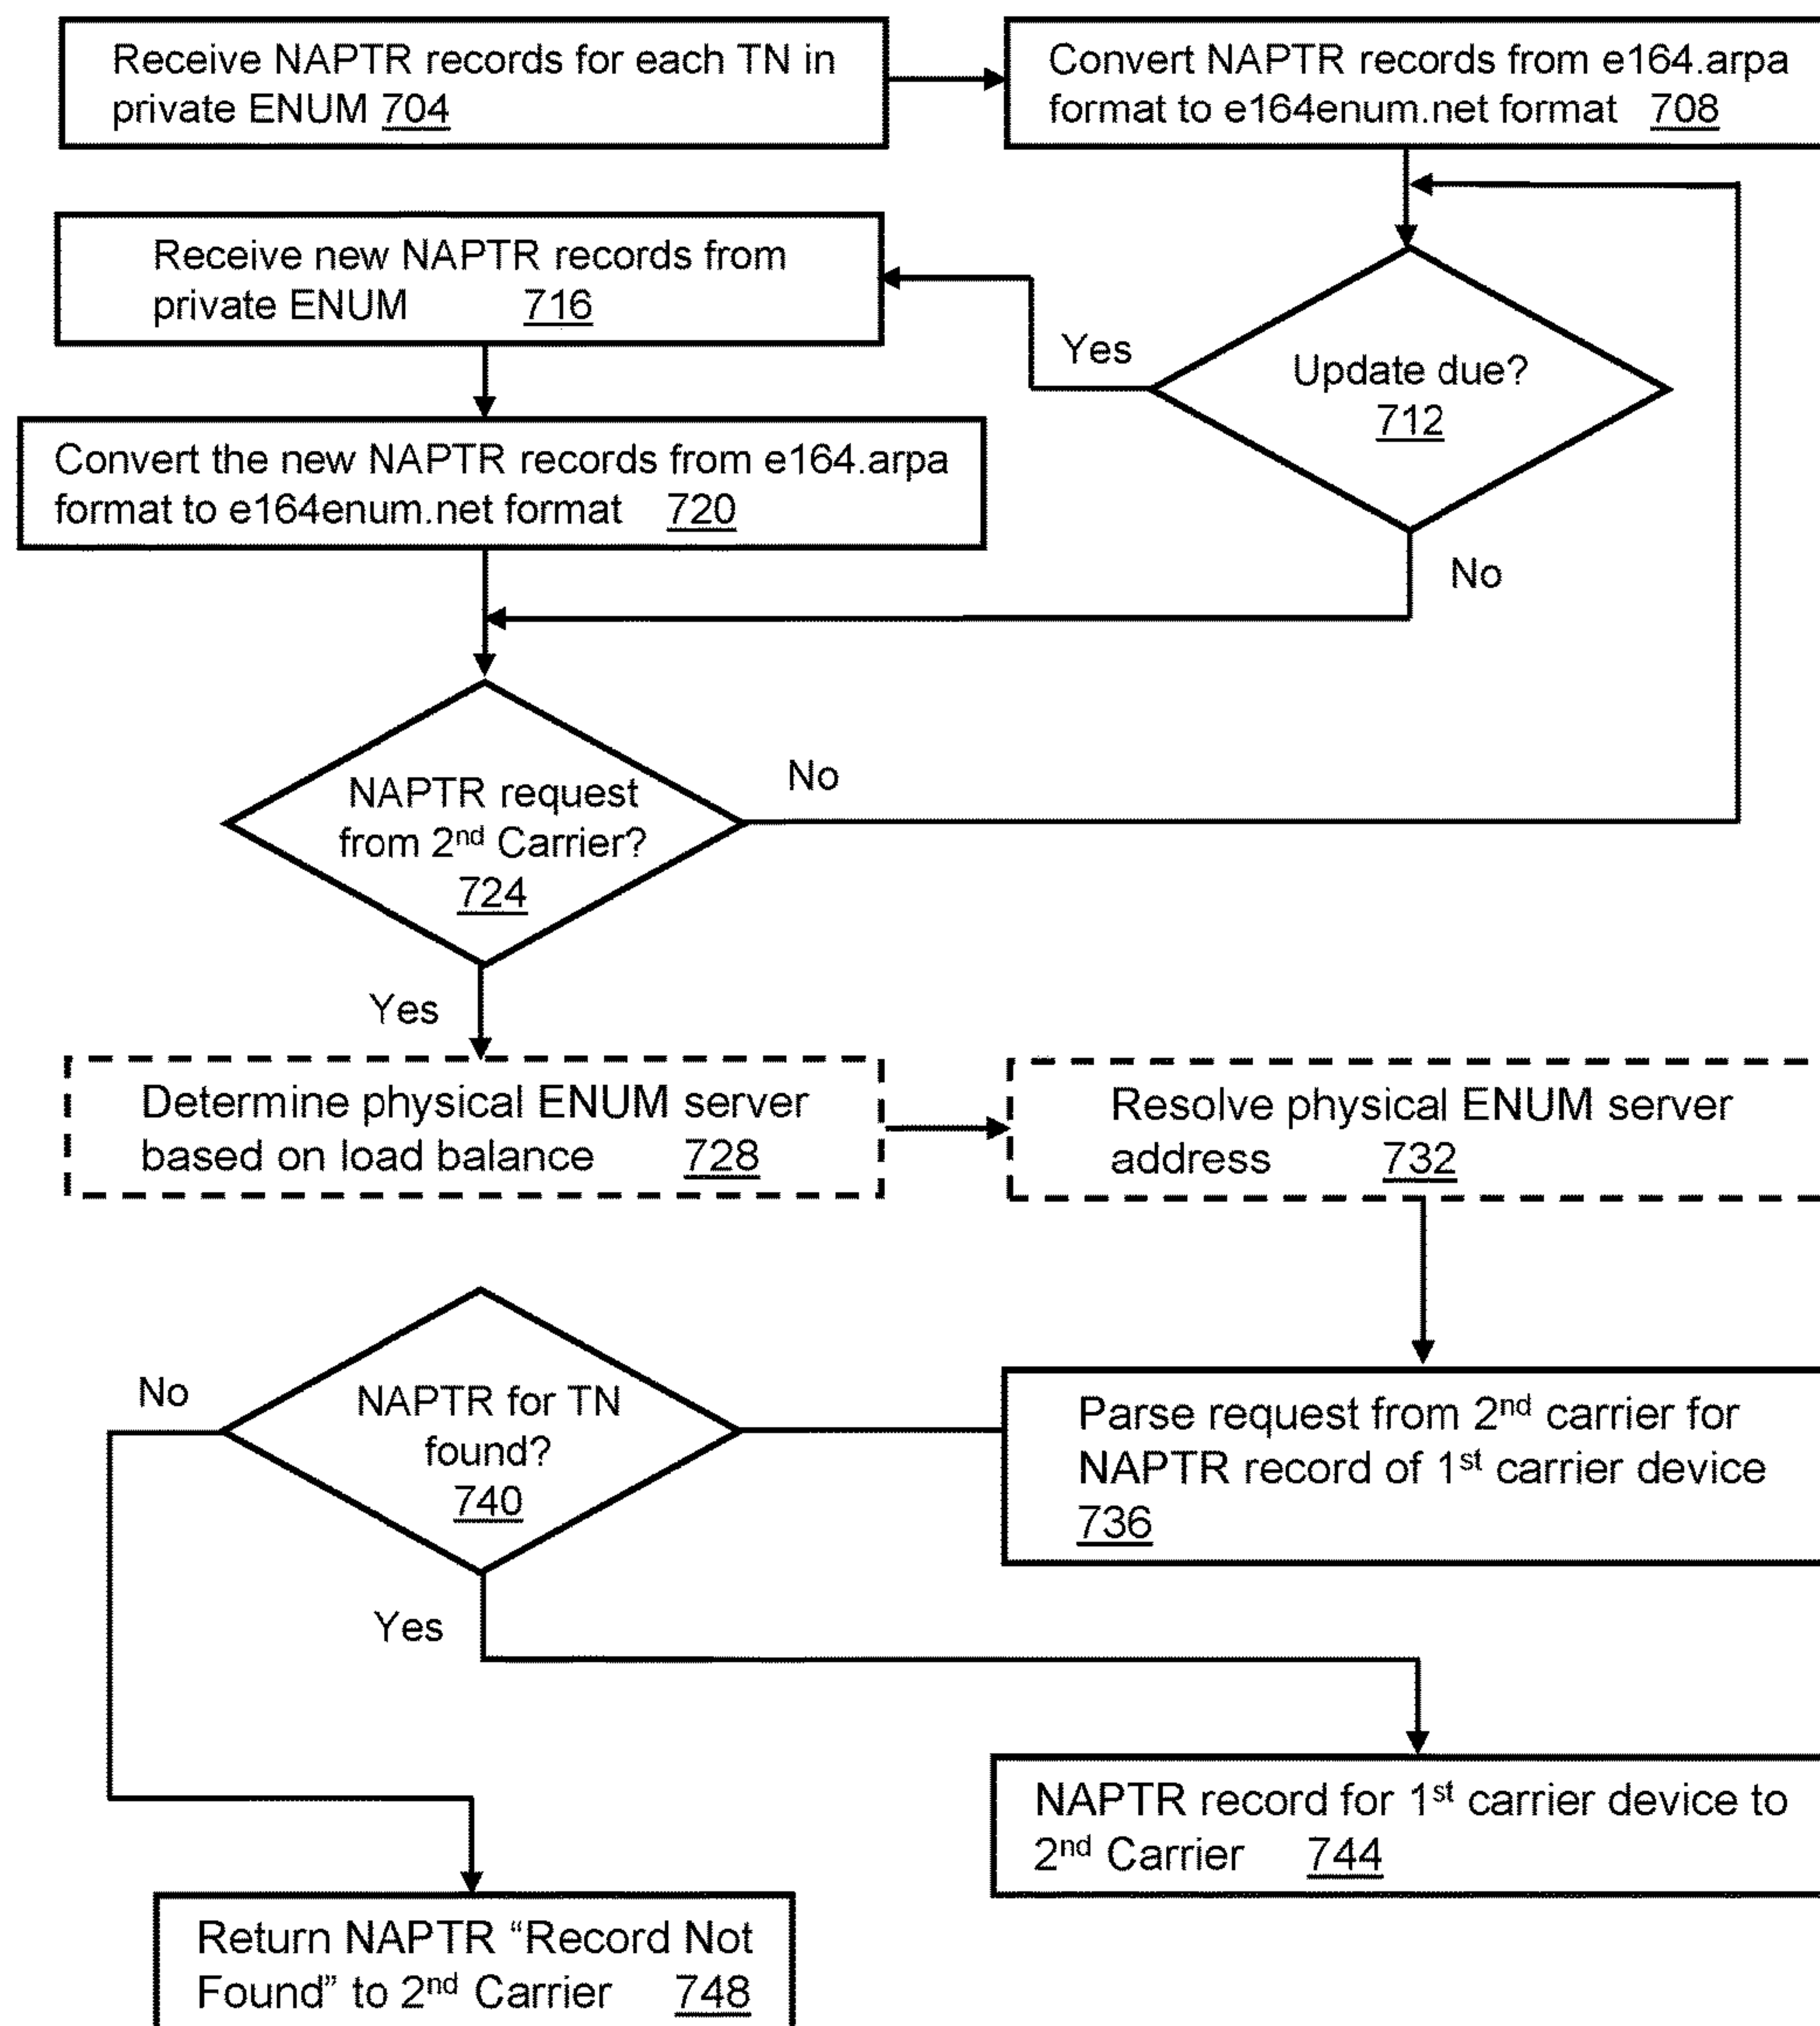 Receive NAPTR records for each TN in
private ENUM 704
Convert NAPTR records from e164.arpa
format to e164enum.net format 708
Receive new NAPTR records from
private ENUM 716
Yes
Update due?
712
Convert the new NAPTR records from e164.arpa
format to e164enum.net format 720
No
NAPTR request
from 2nd Carrier?
724
No
Yes
Determine physical ENUM server
based on load balance 728
Resolve physical ENUM server
address 732
No
NAPTR for TN
found?
740
Parse request from 2nd carrier for
NAPTR record of 1st carrier device
736
Yes
NAPTR record for 1st carrier device to
2nd Carrier 744
Return NAPTR “Record Not
Found” to 2nd Carrier 748